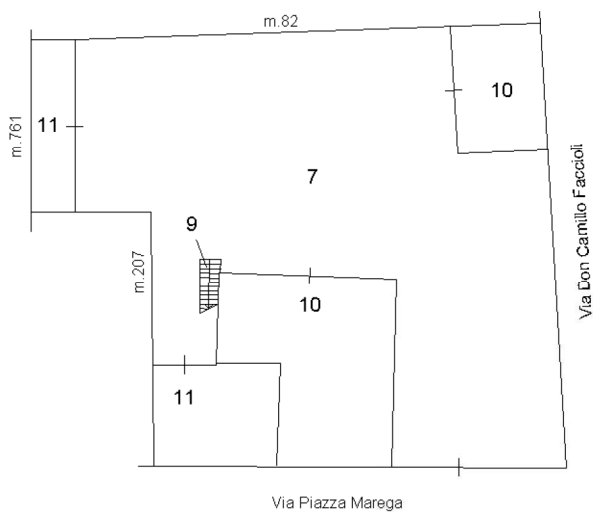 m.82
10
11
m.761
7
Via Don Camillo Faccioli
9
m.207
10
11
Via Piazza Marega